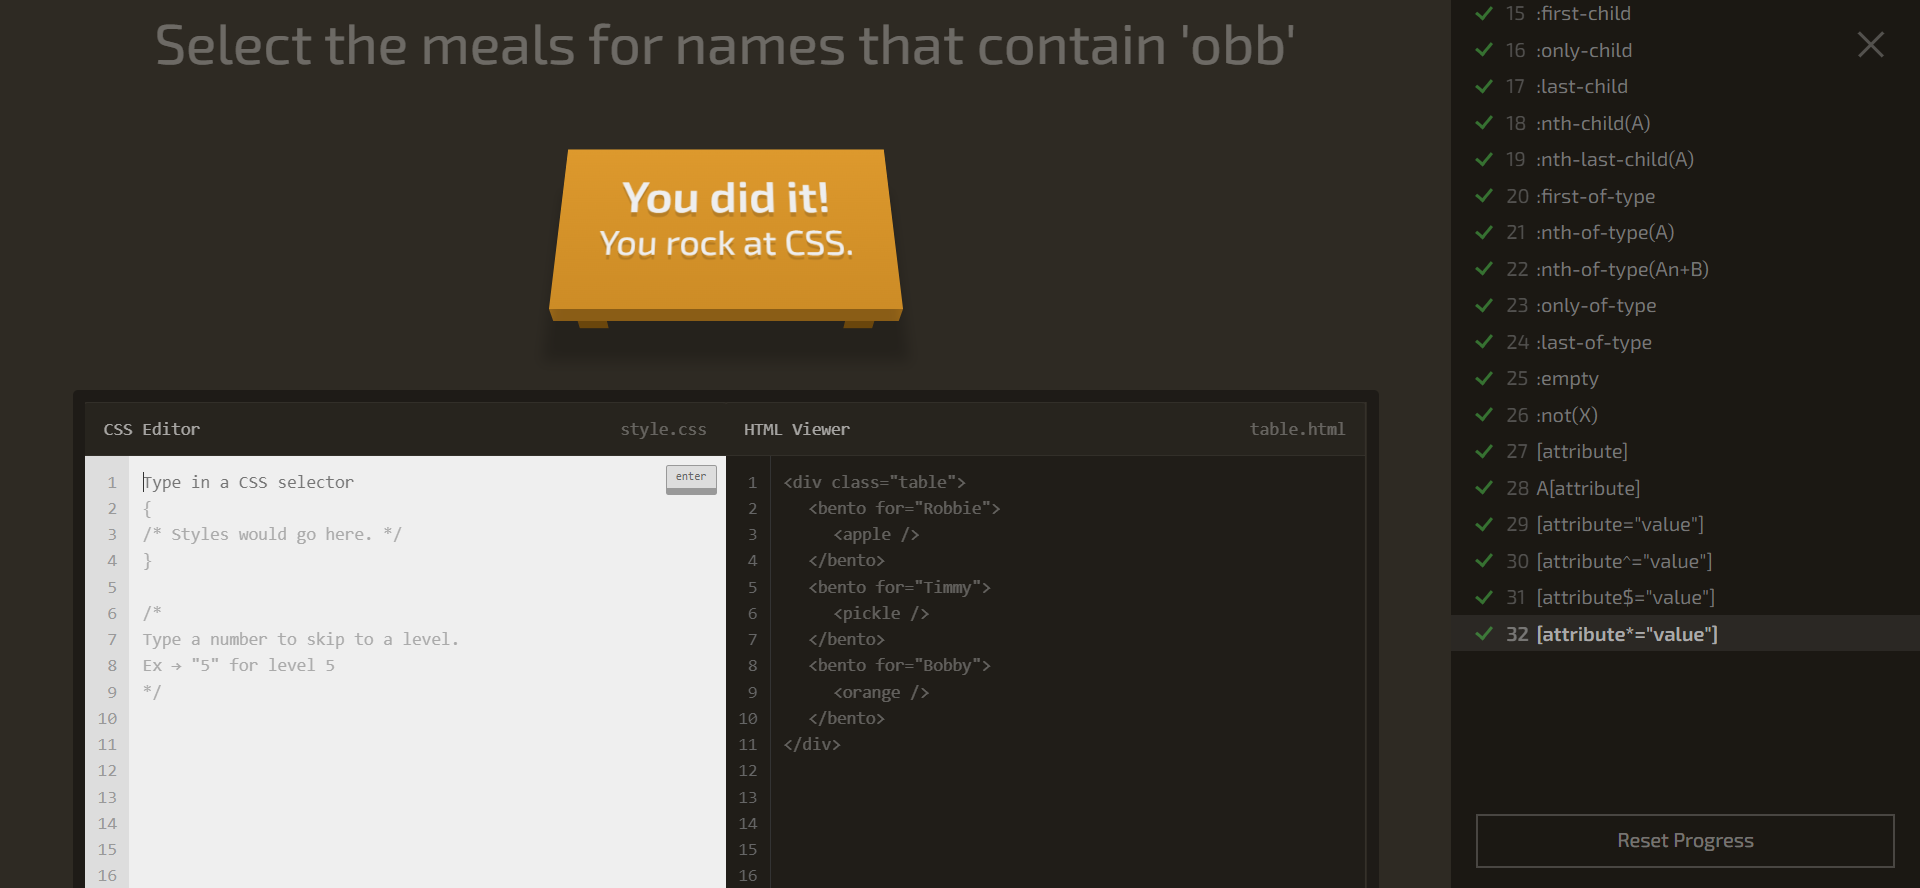 Select the meals for names that contain 'obb'
You did it!
You rock at CSS.
CSS Editor style.css
1 Type in a CSS selector
2 {
3 /* Styles would go here. */
4 }
5
6 /*
7 Type a number to skip to a level.
8 Ex → "5" for level 5
9 */
10
11
12
13
14
15
16
enter
HTML Viewer table.html
1 <div class="table">
2 <bento for="Robbie">
3 <apple />
4 </bento>
5 <bento for="Timmy">
6 <pickle />
7 </bento>
8 <bento for="Bobby">
9 <orange />
10 </bento>
11 </div>
12
13
14
15
16
15 :first-child
16 :only-child
17 :last-child
18 :nth-child(A)
19 :nth-last-child(A)
20 :first-of-type
21 :nth-of-type(A)
22 :nth-of-type(An+B)
23 :only-of-type
24 :last-of-type
25 :empty
26 :not(X)
27 [attribute]
28 A[attribute]
29 [attribute="value"]
30 [attribute^="value"]
31 [attribute$="value"]
32 [attribute*="value"]
Reset Progress